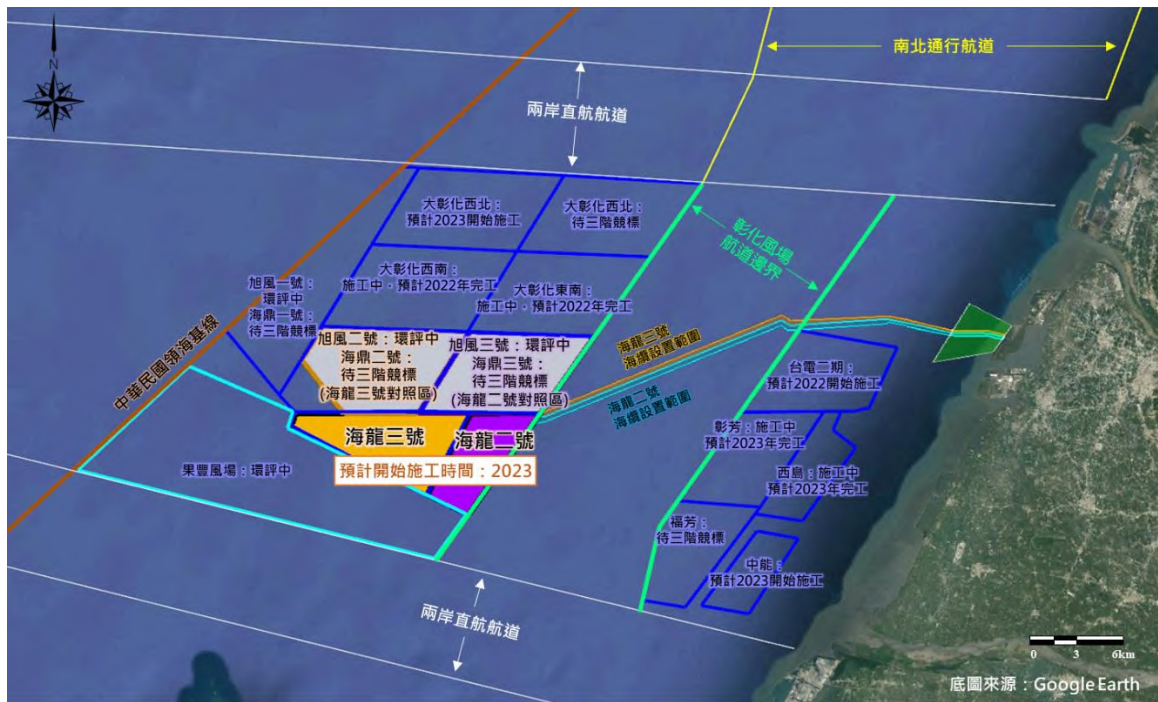 南北通行航道
N
兩岸直航航道
大彰化西北：
預計2023開始施工
大彰化西北：
待三階競標
彰化風場
航道邊界
大彰化西南：
施工中，預計2022年完工
大彰化東南：
施工中，預計2022年完工
旭風一號：
環評中
海鼎一號：
待三階競標
中華民國領海基線
旭風二號：環評中
海鼎二號：
待三階競標
(海龍三號對照區)
旭風三號：環評中
海鼎三號：
待三階競標
(海龍二號對照區)
海龍三號
海纜設置範圍
海龍二號
海纜設置範圍
台電二期：
預計2022開始施工
海龍三號
海龍二號
預計開始施工時間：2023
彰芳：施工中
預計2023年完工
西島：施工中
預計2023年完工
果豐風場：環評中
福芳：
待三階競標
中能：
預計2023開始施工
兩岸直航航道
0 3 6km
底圖來源：Google Earth